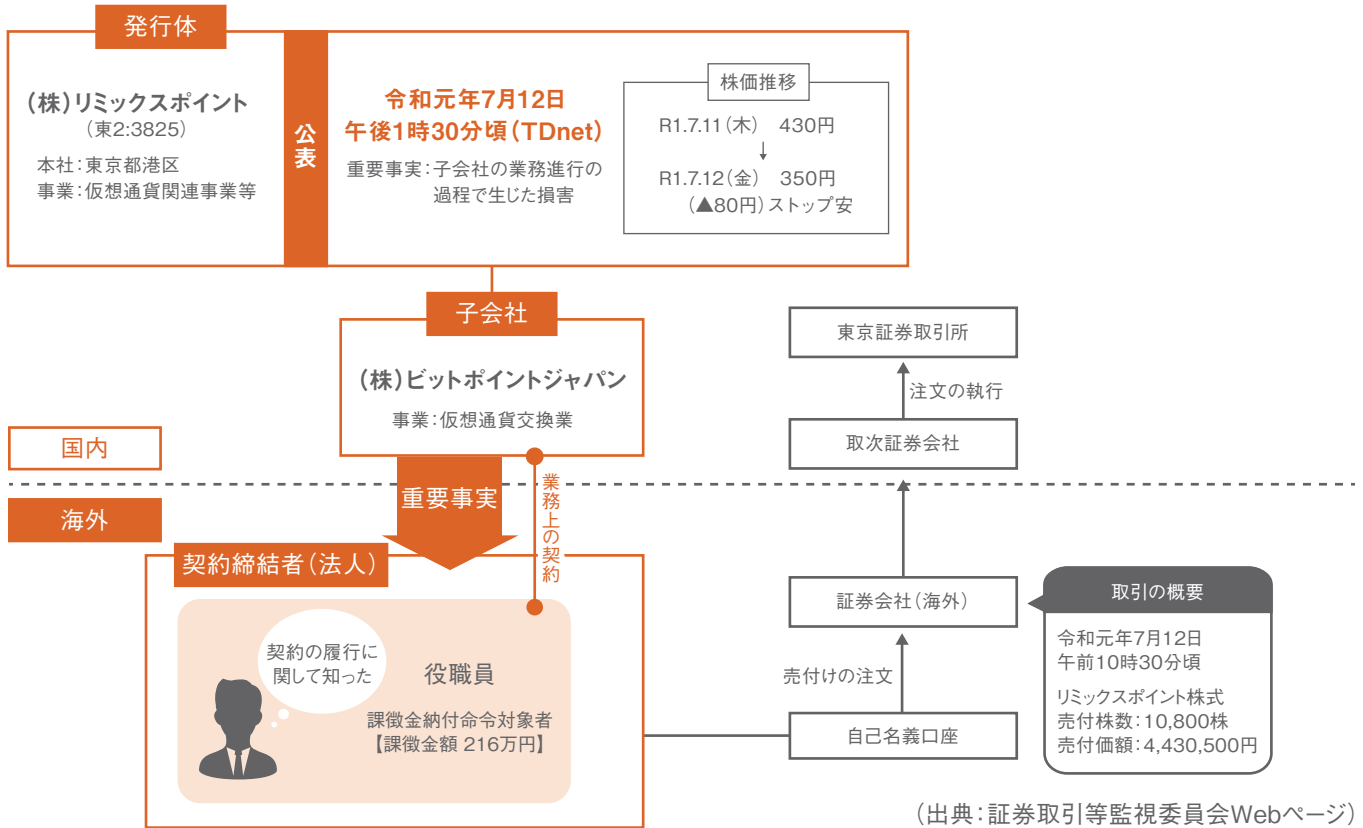 発行体
(株)リミックスポイント
(東2:3825)
本社:東京都港区
事業:仮想通貨関連事業等
公表
令和元年7月12日
午後1時30分頃(TDnet)
重要事実:子会社の業務進行の
過程で生じた損害
株価推移
R1.7.11(木) 430円
↓
R1.7.12(金) 350円
(▲80円)ストップ安
子会社
(株)ビットポイントジャパン
事業:仮想通貨交換業
東京証券取引所
注文の執行
取次証券会社
国内
海外
重要事実
業務上の契約
契約締結者(法人)
契約の履行に
関して知った
役職員
課徴金納付命令対象者
【課徴金額 216万円】
証券会社(海外)
売付けの注文
自己名義口座
取引の概要
令和元年7月12日
午前10時30分頃
リミックスポイント株式
売付株数:10,800株
売付価額:4,430,500円
(出典:証券取引等監視委員会Webページ)